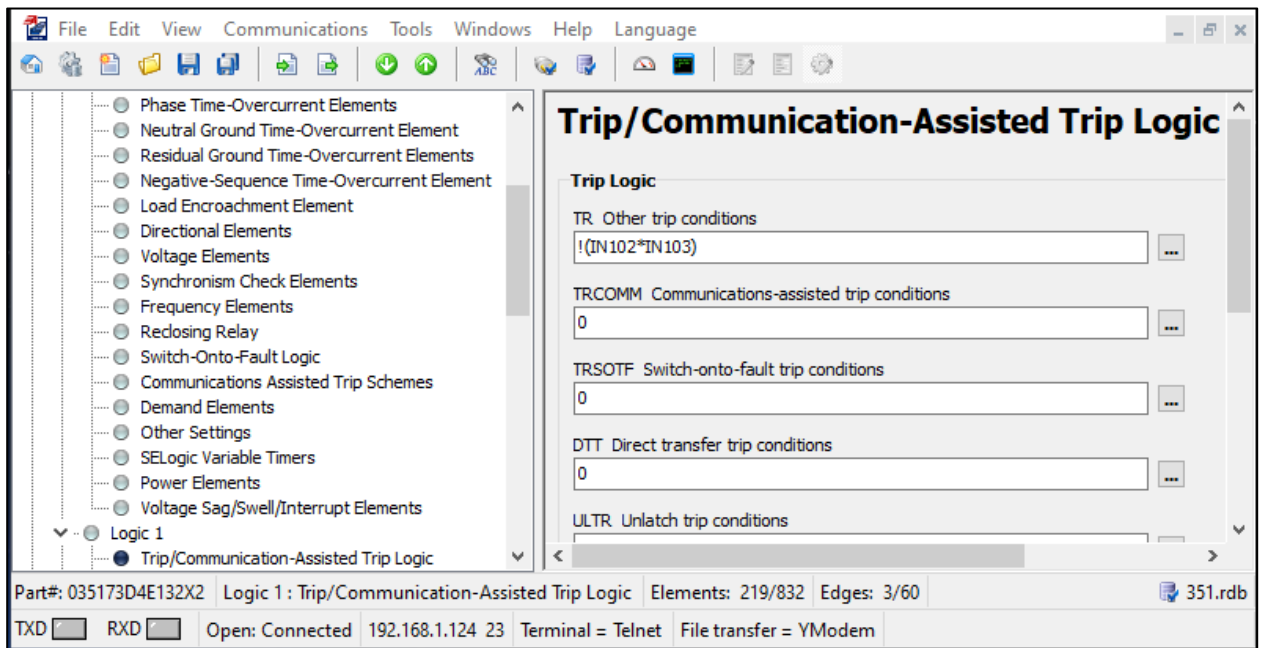 File Edit View Communications Tools Windows Help Language
ABC
Phase Time-Overcurrent Elements
Neutral Ground Time-Overcurrent Element
Residual Ground Time-Overcurrent Elements
Negative-Sequence Time-Overcurrent Element
Load Encroachment Element
Directional Elements
Voltage Elements
Synchronism Check Elements
Frequency Elements
Reclosing Relay
Switch-Onto-Fault Logic
Communications Assisted Trip Schemes
Demand Elements
Other Settings
SELogic Variable Timers
Power Elements
Voltage Sag/Swell/Interrupt Elements
Logic 1
Trip/Communication-Assisted Trip Logic
Trip/Communication-Assisted Trip Logic
Trip Logic
TR Other trip conditions
!(IN102*IN103)
...
TRCOMM Communications-assisted trip conditions
0
...
TRSOTF Switch-onto-fault trip conditions
0
...
DTT Direct transfer trip conditions
0
...
ULTR Unlatch trip conditions
Part#: 035173D4E132X2 Logic 1 : Trip/Communication-Assisted Trip Logic Elements: 219/832 Edges: 3/60 351.rdb
TXD RXD Open: Connected 192.168.1.124 23 Terminal = Telnet File transfer = YModem